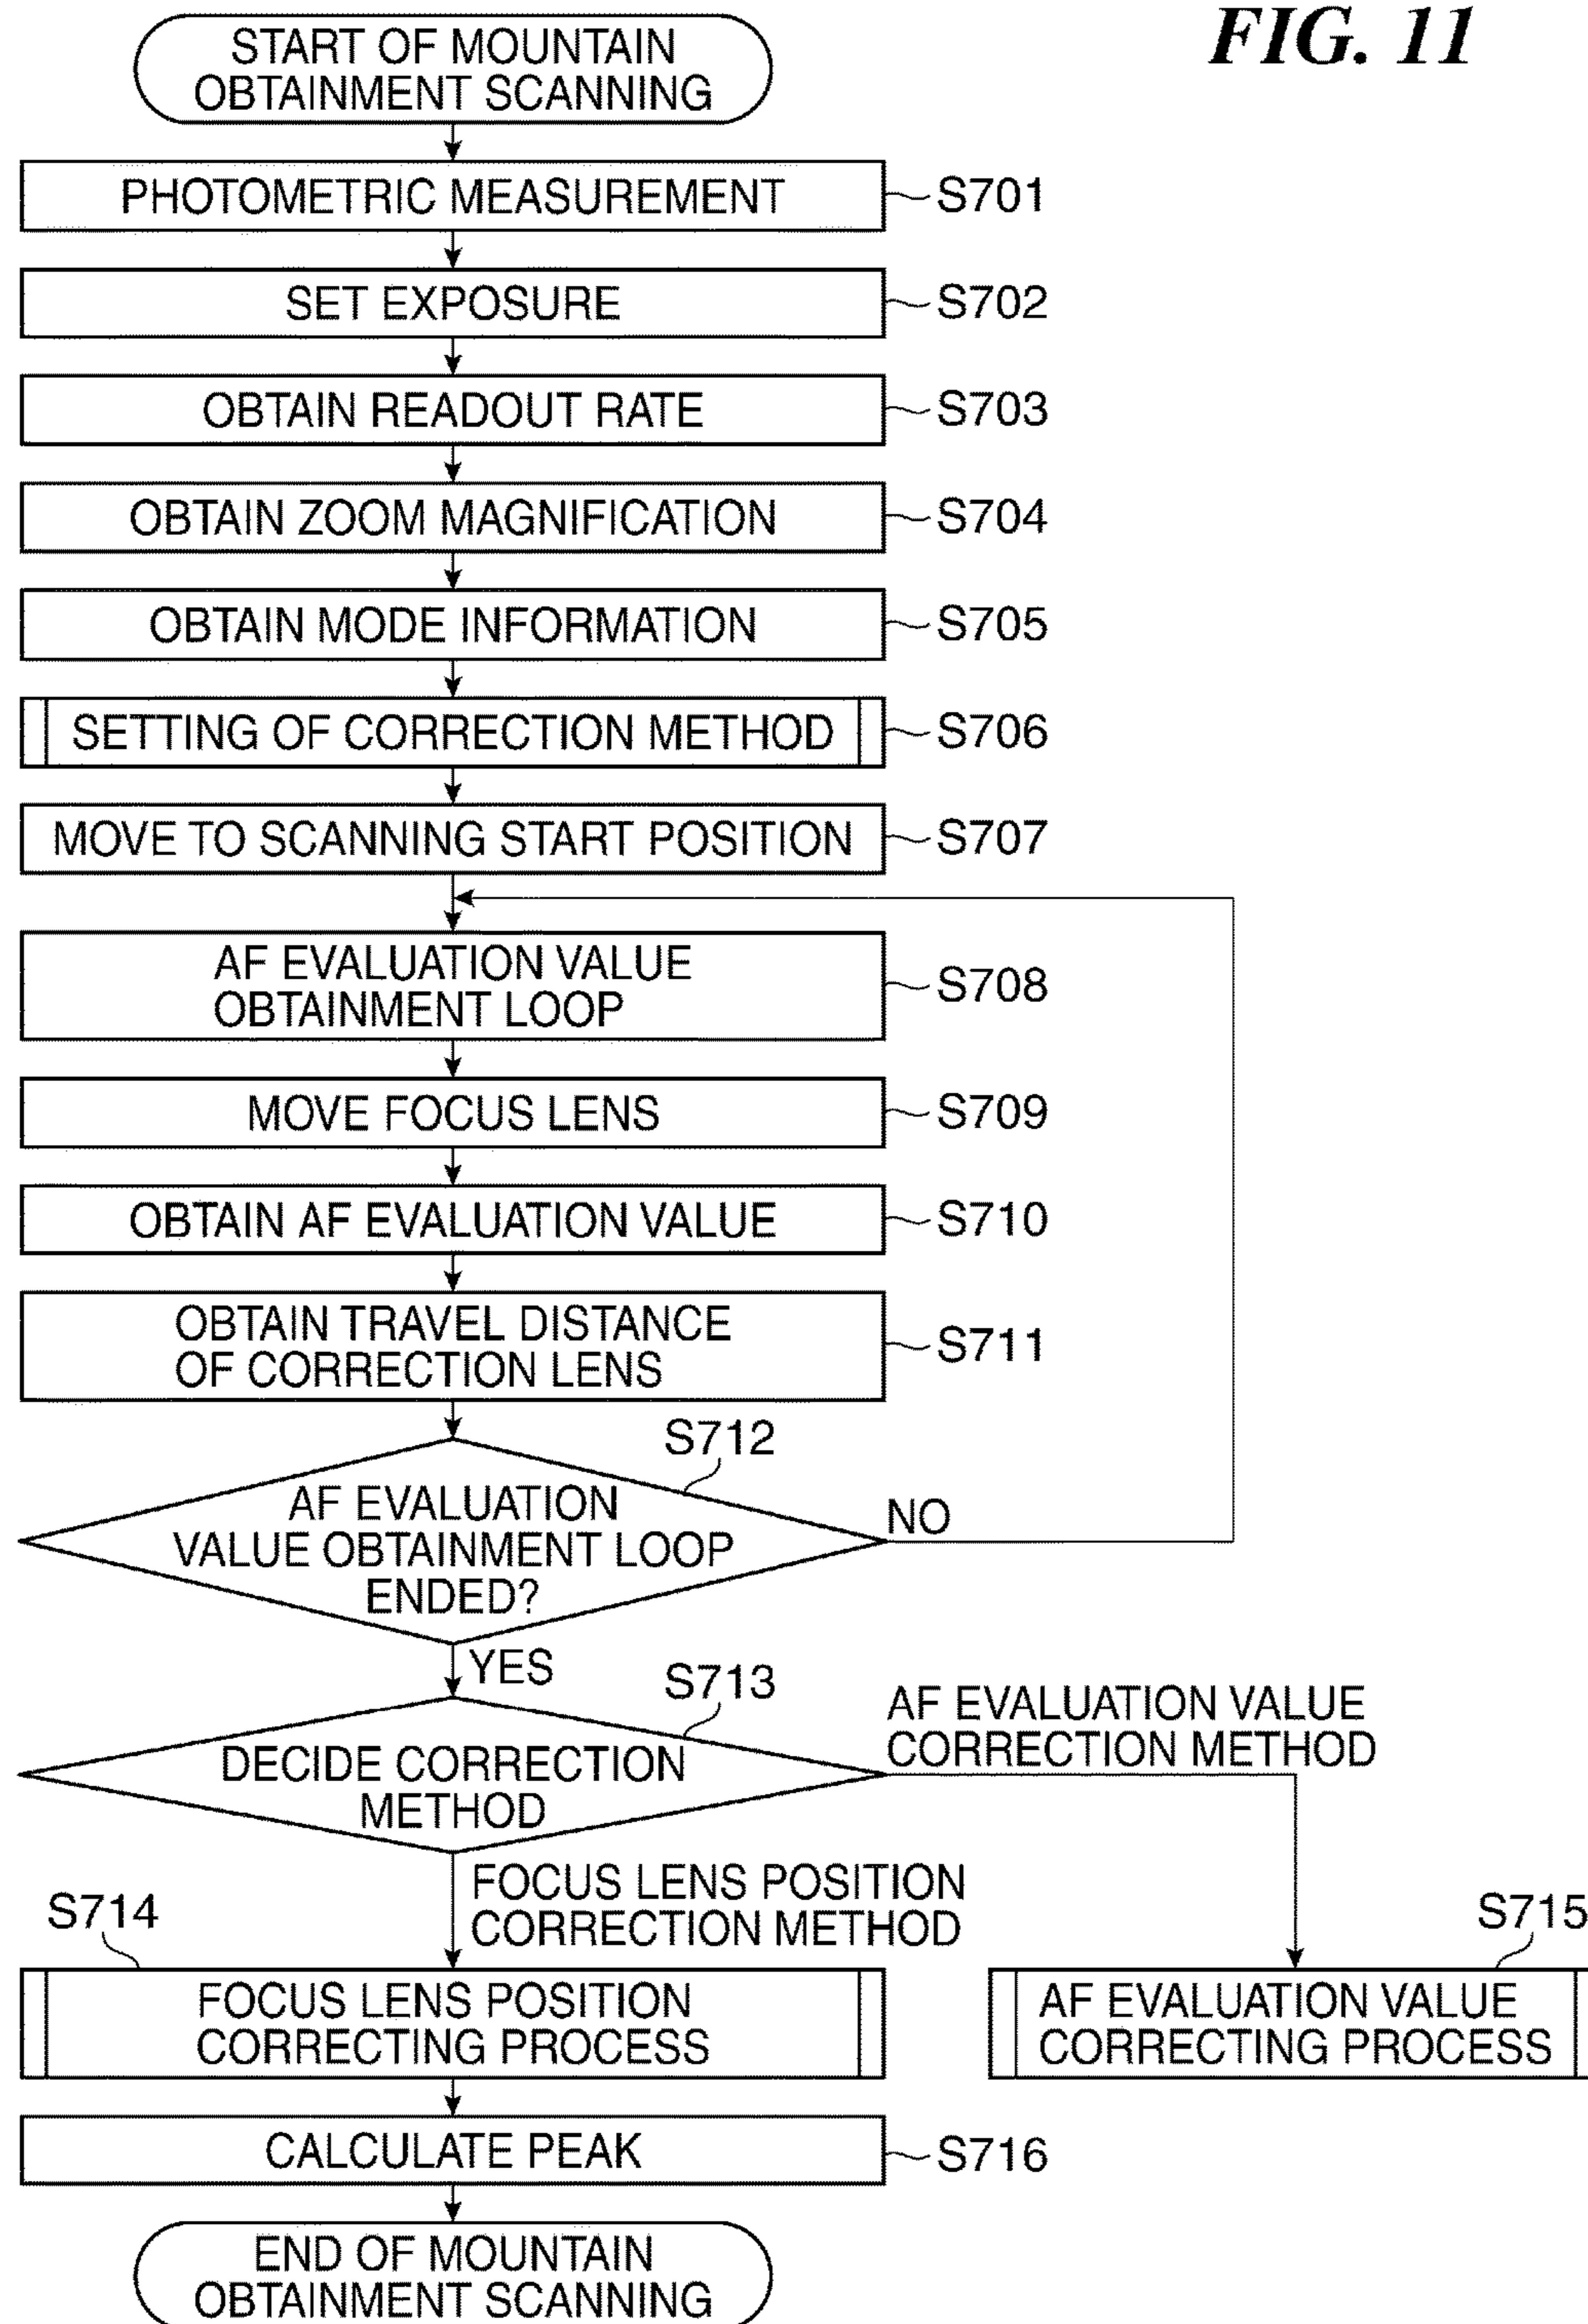 FIG. 11
START OF MOUNTAIN
OBTAINMENT SCANNING
PHOTOMETRIC MEASUREMENT
S701
SET EXPOSURE
S702
OBTAIN READOUT RATE
S703
OBTAIN ZOOM MAGNIFICATION
S704
OBTAIN MODE INFORMATION
S705
SETTING OF CORRECTION METHOD
S706
MOVE TO SCANNING START POSITION
S707
AF EVALUATION VALUE
OBTAINMENT LOOP
S708
MOVE FOCUS LENS
S709
OBTAIN AF EVALUATION VALUE
S710
OBTAIN TRAVEL DISTANCE
OF CORRECTION LENS
S711
S712
AF EVALUATION
VALUE OBTAINMENT LOOP
ENDED?
NO
YES
S713
DECIDE CORRECTION
METHOD
AF EVALUATION VALUE
CORRECTION METHOD
FOCUS LENS POSITION
CORRECTION METHOD
S714
FOCUS LENS POSITION
CORRECTING PROCESS
S715
AF EVALUATION VALUE
CORRECTING PROCESS
CALCULATE PEAK
S716
END OF MOUNTAIN
OBTAINMENT SCANNING